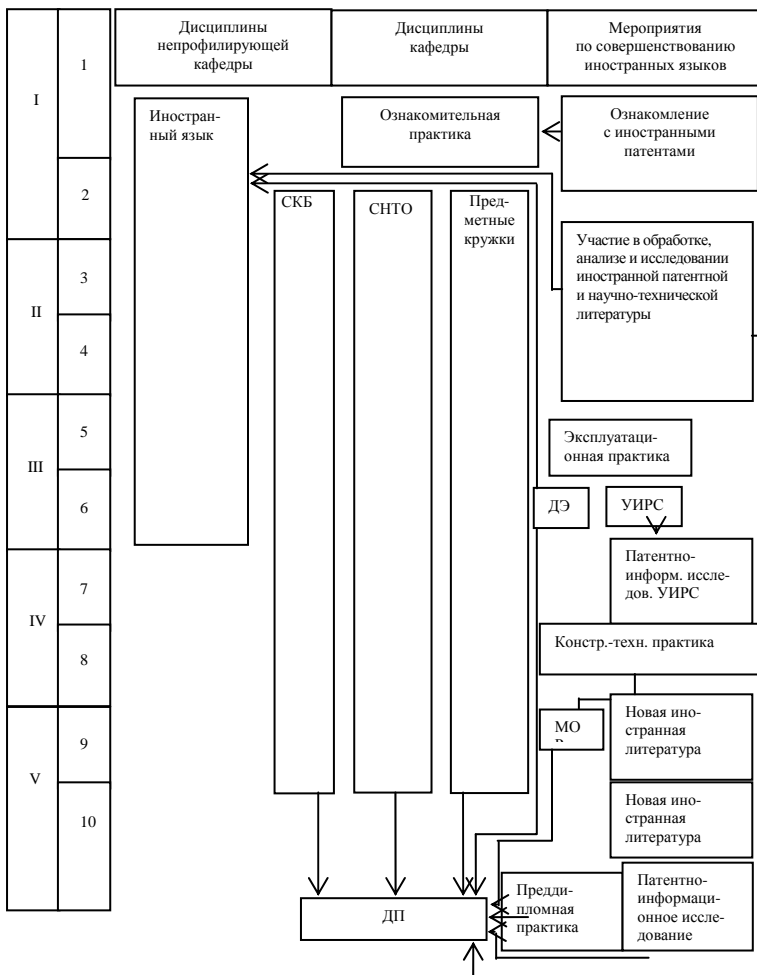 Дисциплины
непрофилирующей
кафедры
Дисциплины
кафедры
Мероприятия
по совершенствованию
иностранных языков
I
1
2
II
3
4
III
5
6
IV
7
8
V
9
10
Иностран-
ный язык
Ознакомительная
практика
Ознакомление
с иностранными
патентами
СКБ
СНТО
Пред-
метные
кружки
Участие в обработке,
анализе и исследовании
иностранной патентной
и научно-технической
литературы
Эксплуатаци-
онная практика
ДЭ
УИРС
Патентно-
информ. иссле-
дов. УИРС
Констр.-техн. практика
МО
Новая ино-
странная
литература
Новая ино-
странная
литература
ДП
Предди-
пломная
практика
Патентно-
информаци-
онное иссле-
дование